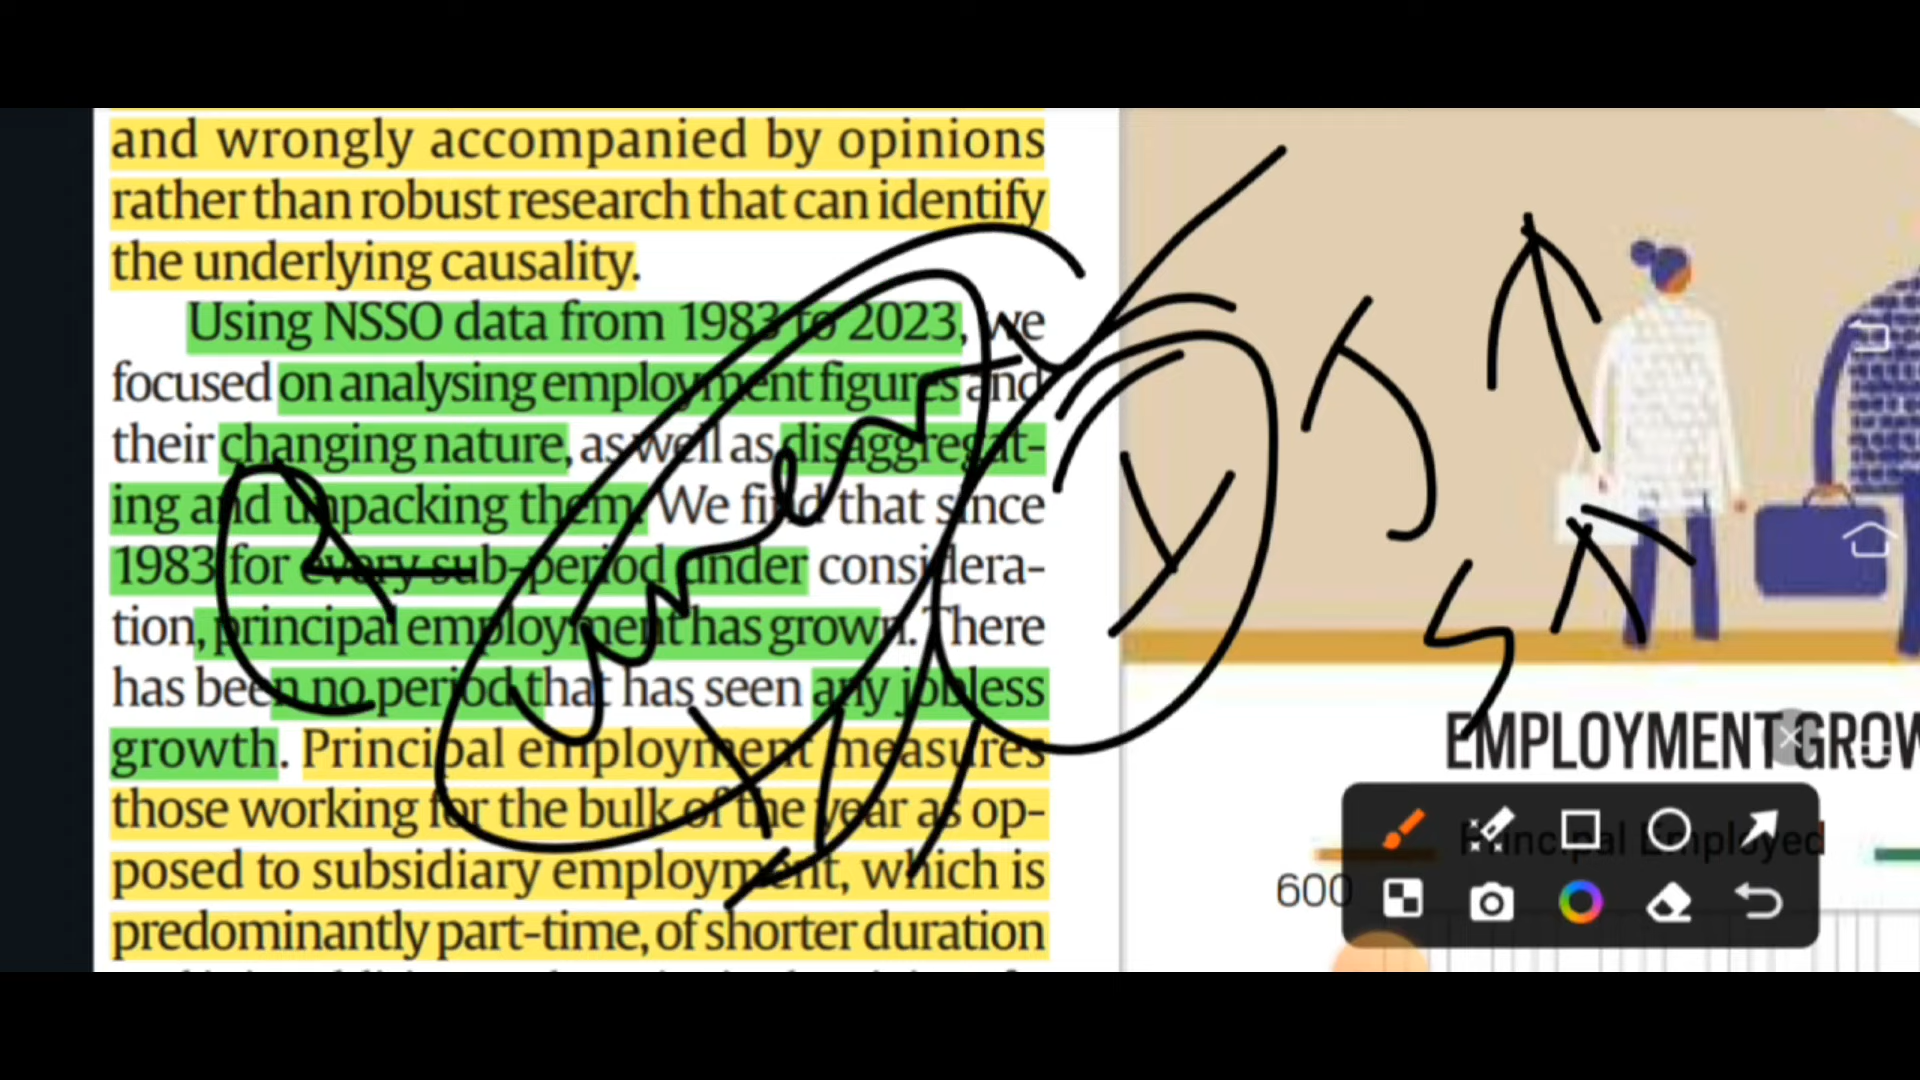 and wrongly accompanied by opinions
rather than robust research that can identify
the underlying causality.
Using NSSO data from 1983 to 2023, we
focused on analysing employment figures and
their changing nature, as well as disaggregat-
ing and unpacking them. We find that since
1983 for every sub-period under considera-
tion, principal employment has grown. There
has been no period that has seen any jobless
growth. Principal employment measures
those working for the bulk of the year as op-
posed to subsidiary employment, which is
predominantly part-time, of shorter duration
EMPLOYMENT GROW
Principal Employed
600